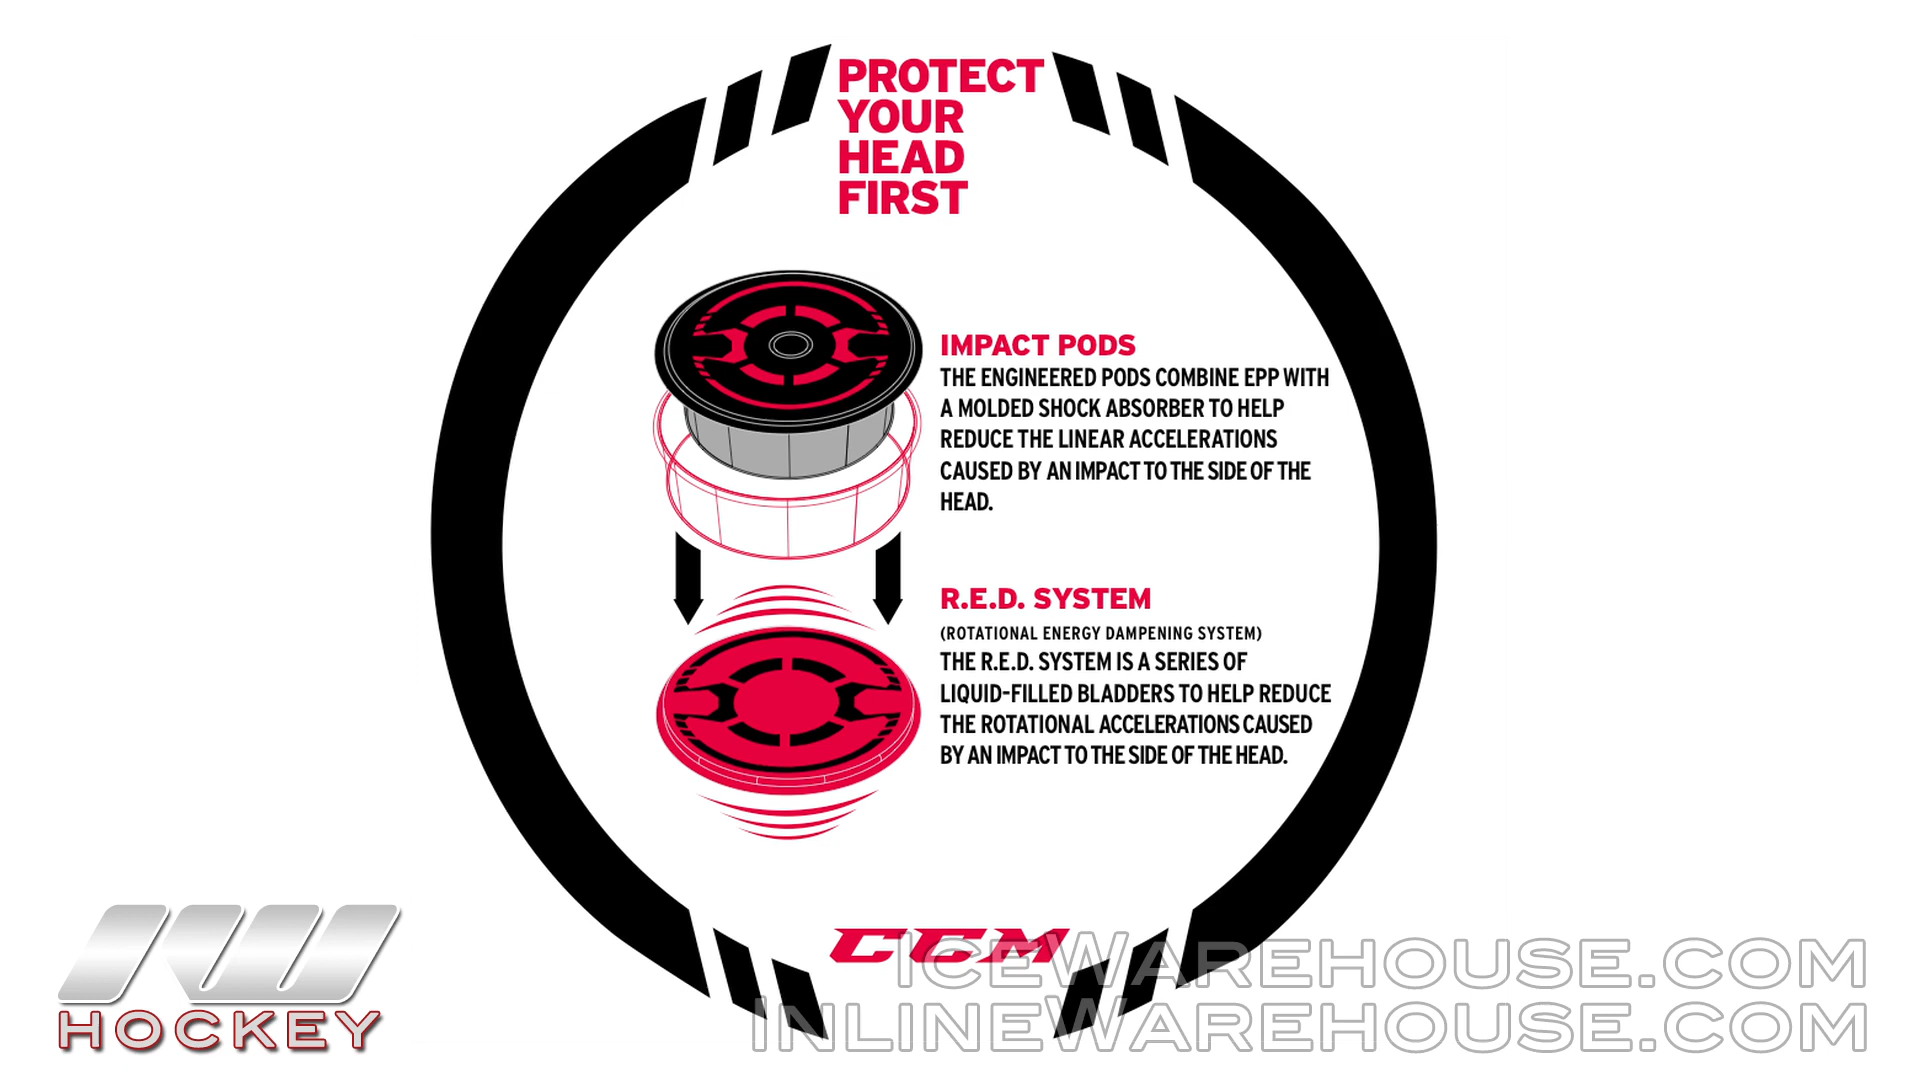 PROTECT
YOUR
HEAD
FIRST
IMPACT PODS
THE ENGINEERED PODS COMBINE EPP WITH
A MOLDED SHOCK ABSORBER TO HELP
REDUCE THE LINEAR ACCELERATIONS
CAUSED BY AN IMPACT TO THE SIDE OF THE
HEAD.
R.E.D. SYSTEM
(ROTATIONAL ENERGY DAMPENING SYSTEM)
THE R.E.D. SYSTEM IS A SERIES OF
LIQUID-FILLED BLADDERS TO HELP REDUCE
THE ROTATIONAL ACCELERATIONS CAUSED
BY AN IMPACT TO THE SIDE OF THE HEAD.
CCM
IW
HOCKEY
ICEWAREHOUSE.COM
INLINEWAREHOUSE.COM